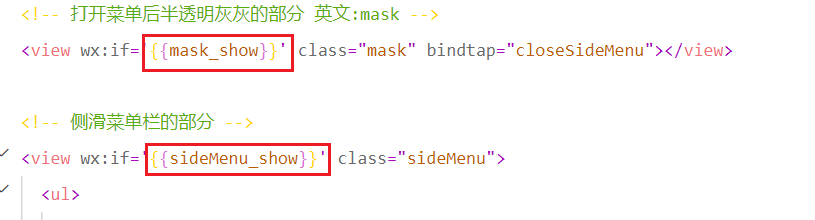 <!-- 打开菜单后半透明灰灰的部分 英文:mask -->
<view wx:if='{{mask_show}}' class="mask" bindtap="closeSideMenu"></view>
<!-- 侧滑菜单栏的部分 -->
<view wx:if='{{sideMenu_show}}' class="sideMenu">
<ul>